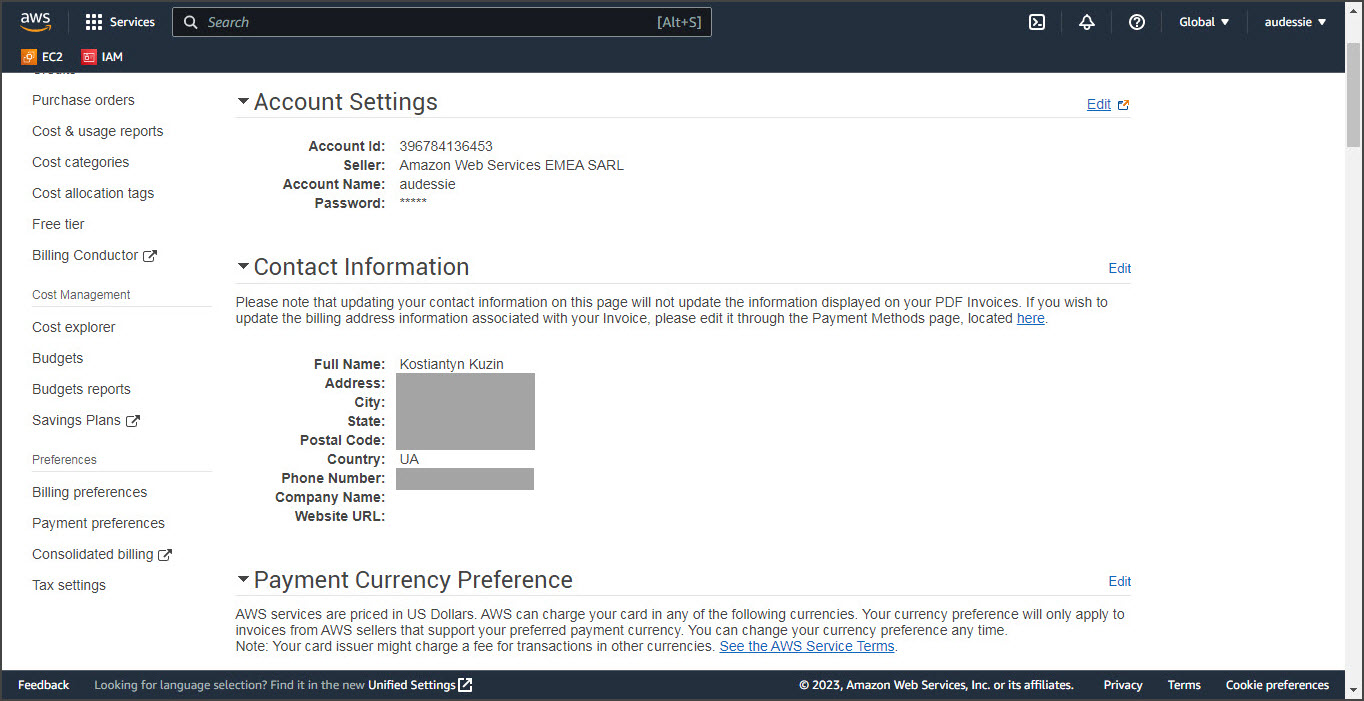 aws
Services
Search [Alt+S]
Global
audessie
EC2
IAM
Purchase orders
Cost & usage reports
Cost categories
Cost allocation tags
Free tier
Billing Conductor
Cost Management
Cost explorer
Budgets
Budgets reports
Savings Plans
Preferences
Billing preferences
Payment preferences
Consolidated billing
Tax settings
Account Settings
Edit
Account Id: 396784136453
Seller: Amazon Web Services EMEA SARL
Account Name: audessie
Password: *****
Contact Information
Edit
Please note that updating your contact information on this page will not update the information displayed on your PDF Invoices. If you wish to
update the billing address information associated with your Invoice, please edit it through the Payment Methods page, located here.
Full Name: Kostiantyn Kuzin
Address:
City:
State:
Postal Code:
Country: UA
Phone Number:
Company Name:
Website URL:
Payment Currency Preference
Edit
AWS services are priced in US Dollars. AWS can charge your card in any of the following currencies. Your currency preference will only apply to
invoices from AWS sellers that support your preferred payment currency. You can change your currency preference any time.
Note: Your card issuer might charge a fee for transactions in other currencies. See the AWS Service Terms.
Feedback
Looking for language selection? Find it in the new Unified Settings
© 2023, Amazon Web Services, Inc. or its affiliates.
Privacy
Terms
Cookie preferences